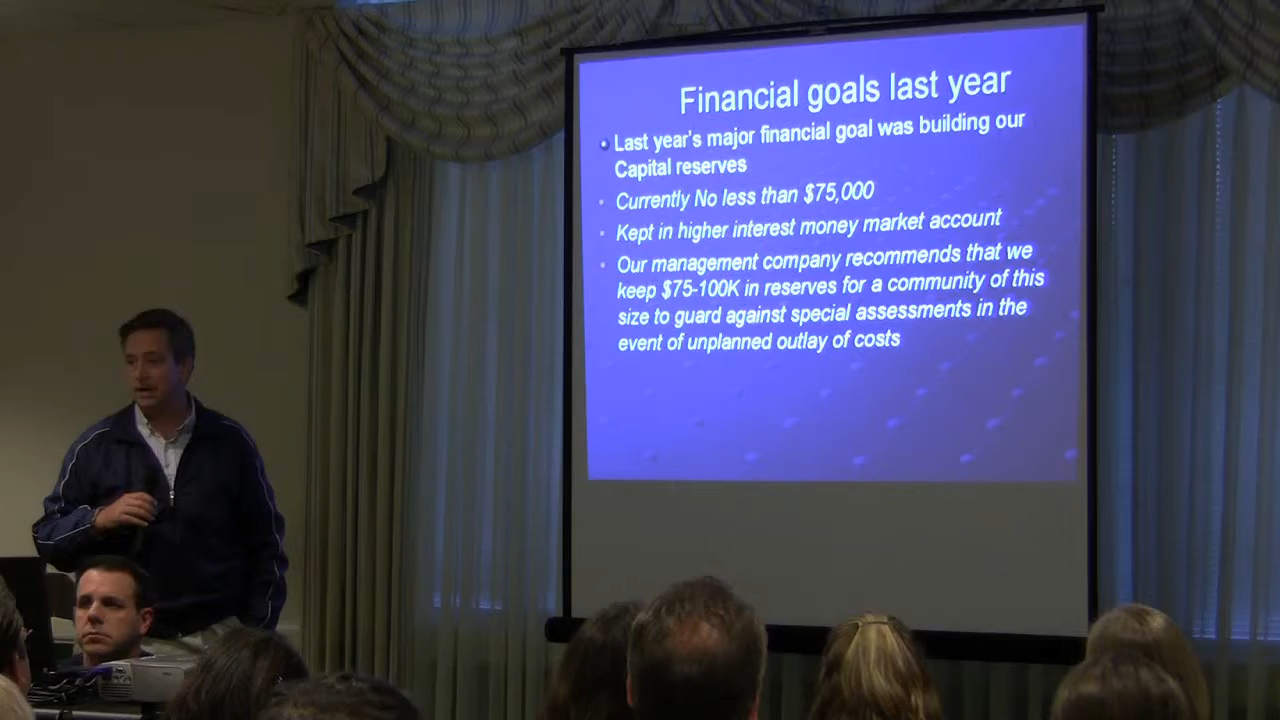 Financial goals last year
Last year's major financial goal was building our
Capital reserves
Currently No less than $75,000
Kept in higher interest money market account
Our management company recommends that we
keep $75-100K in reserves for a community of this
size to guard against special assessments in the
event of unplanned outlay of costs